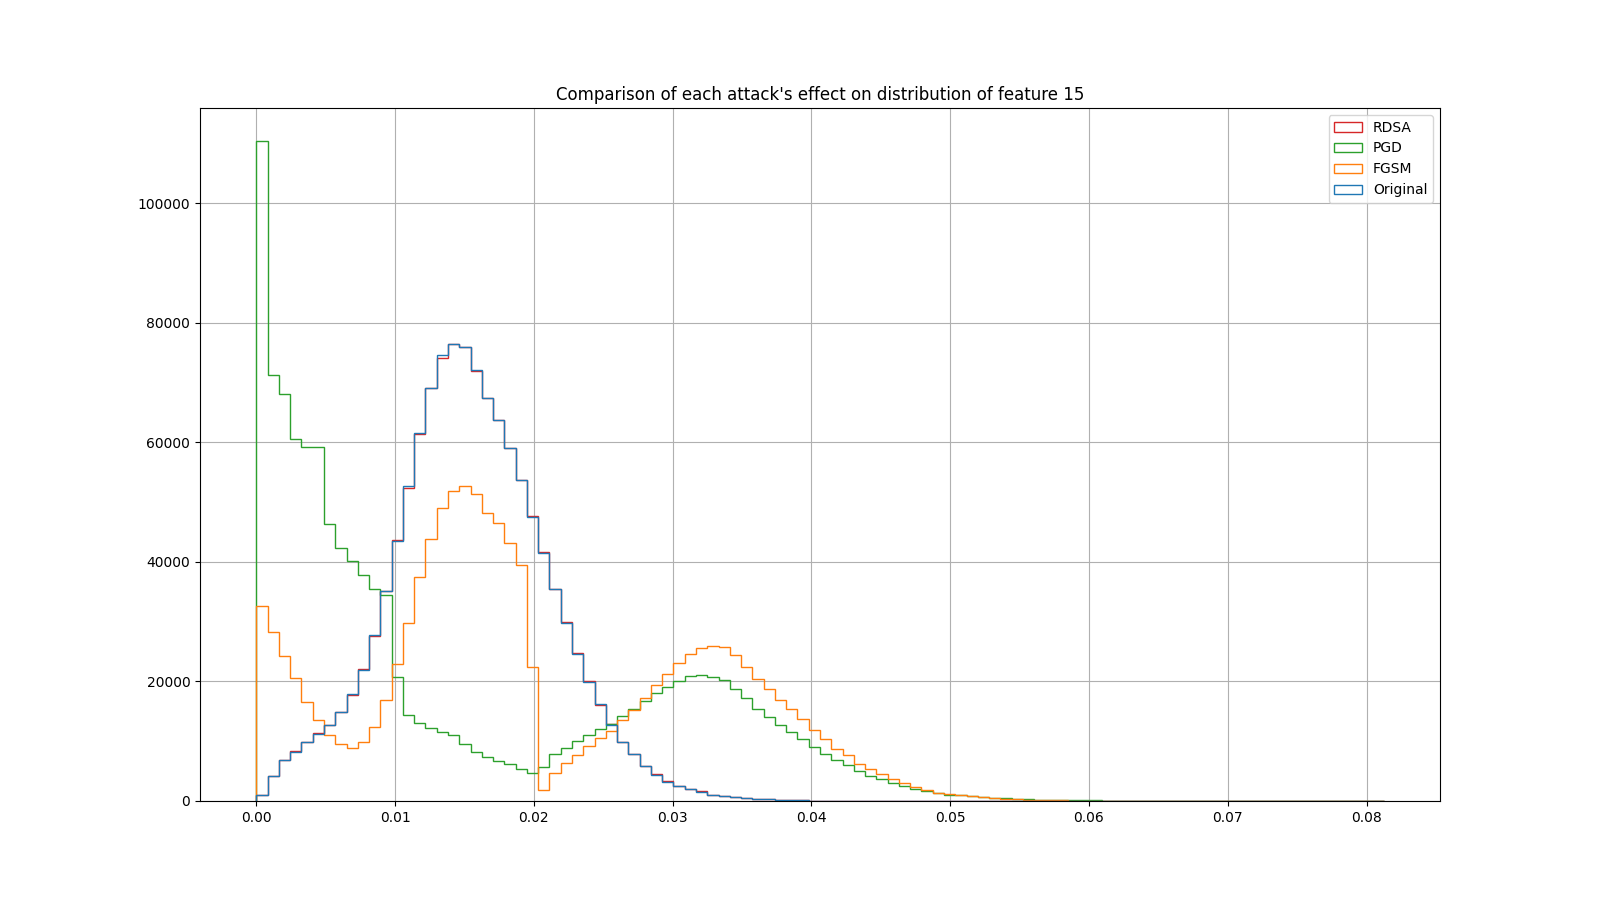 Comparison of each attack's effect on distribution of feature 15
RDSA
PGD
FGSM
Original
100000
80000
60000
40000
20000
0
0.00 0.01 0.02 0.03 0.04 0.05 0.06 0.07 0.08